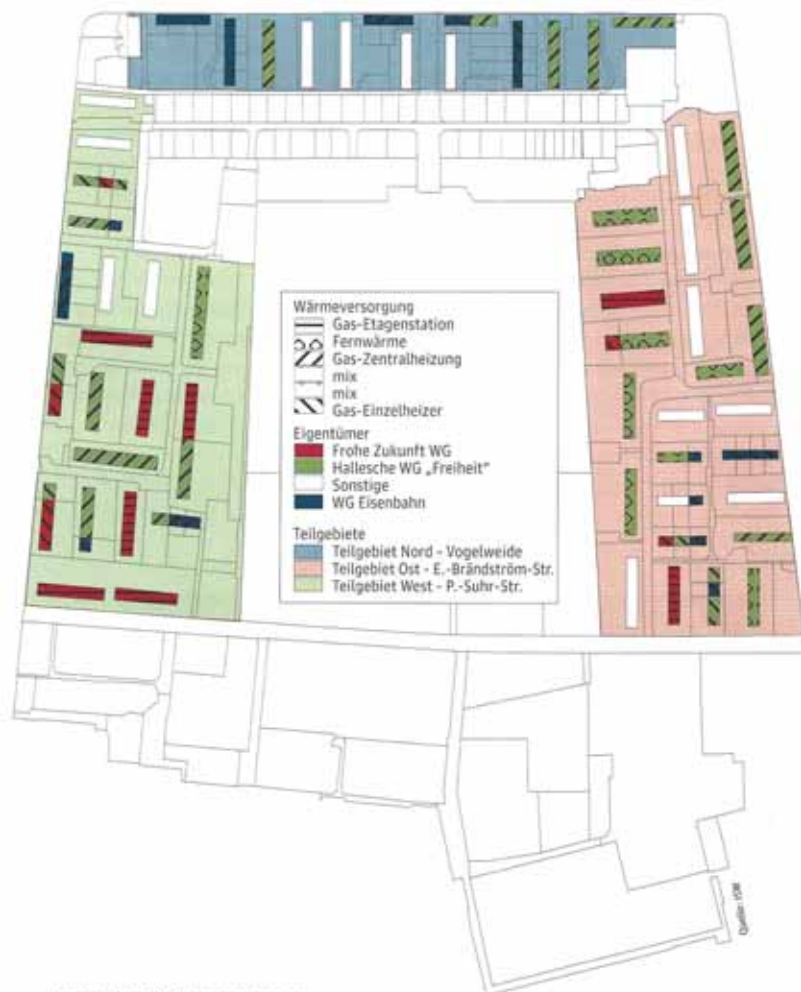 Wärmeversorgung
Gas-Etagenstation
Fernwärme
Gas-Zentralheizung
mix
mix
Gas-Einzelheizer
Eigentümer
Frohe Zukunft WG
Hallesche WG „Freiheit“
Sonstige
WG Eisenbahn
Teilgebiete
Teilgebiet Nord - Vogelweide
Teilgebiet Ost - E.-Brändström-Str.
Teilgebiet West - P.-Suhr-Str.